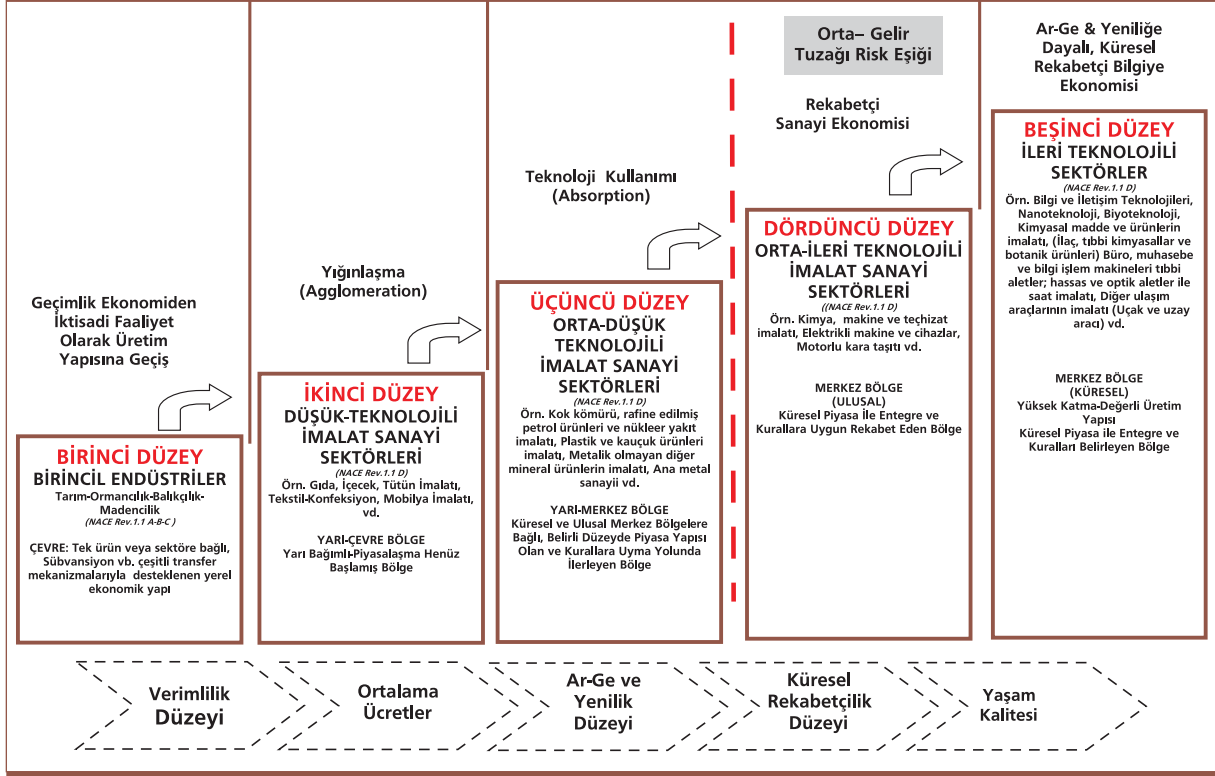 Geçimlik Ekonomiden
İktisadi Faaliyet
Olarak Üretim
Yapısına Geçiş
BİRİNCİ DÜZEY
BİRİNCİL ENDÜSTRİLER
Tarım-Ormancılık-Balıkçılık-
Madencilik
(NACE Rev.1.1 A-B-C )
ÇEVRE: Tek ürün veya sektöre bağlı,
Sübvansiyon vb. çeşitli transfer
mekanizmalarıyla desteklenen yerel
ekonomik yapı
Yığınlaşma
(Agglomeration)
İKİNCİ DÜZEY
DÜŞÜK-TEKNOLOJİLİ
İMALAT SANAYİ
SEKTÖRLERİ
(NACE Rev.1.1 D)
Örn. Gıda, İçecek, Tütün İmalatı,
Tekstil-Konfeksiyon, Mobilya İmalatı,
vd.
YARI-ÇEVRE BÖLGE
Yarı Bağımlı-Piyasalaşma Henüz
Başlamış Bölge
Teknoloji Kullanımı
(Absorption)
ÜÇÜNCÜ DÜZEY
ORTA-DÜŞÜK
TEKNOLOJİLİ
İMALAT SANAYİ
SEKTÖRLERİ
(NACE Rev.1.1 D)
Örn. Kok kömürü, rafine edilmiş
petrol ürünleri ve nükleer yakıt
imalatı, Plastik ve kauçuk ürünleri
imalatı, Metalik olmayan diğer
mineral ürünlerin imalatı, Ana metal
sanayii vd.
YARI-MERKEZ BÖLGE
Küresel ve Ulusal Merkez Bölgelere
Bağlı, Belirli Düzeyde Piyasa Yapısı
Olan ve Kurallara Uyma Yolunda
İlerleyen Bölge
Orta– Gelir
Tuzağı Risk Eşiği
Rekabetçi
Sanayi Ekonomisi
DÖRDÜNCÜ DÜZEY
ORTA-İLERİ TEKNOLOJİLİ
İMALAT SANAYİ
SEKTÖRLERİ
((NACE Rev.1.1 D)
Örn. Kimya, makine ve teçhizat
imalatı, Elektrikli makine ve cihazlar,
Motorlu kara taşıtı vd.
MERKEZ BÖLGE
(ULUSAL)
Küresel Piyasa İle Entegre ve
Kurallara Uygun Rekabet Eden Bölge
Ar-Ge & Yeniliğe
Dayalı, Küresel
Rekabetçi Bilgiye
Ekonomisi
BEŞİNCİ DÜZEY
İLERİ TEKNOLOJİLİ
SEKTÖRLER
(NACE Rev.1.1 D)
Örn. Bilgi ve İletişim Teknolojileri,
Nanoteknoloji, Biyoteknoloji,
Kimyasal madde ve ürünlerin
imalatı, (İlaç, tıbbi kimyasallar ve
botanik ürünleri) Büro, muhasebe
ve bilgi işlem makineleri tıbbi
aletler; hassas ve optik aletler ile
saat imalatı, Diğer ulaşım
araçlarının imalatı (Uçak ve uzay
aracı) vd.
MERKEZ BÖLGE
(KÜRESEL)
Yüksek Katma-Değerli Üretim
Yapısı
Küresel Piyasa ile Entegre ve
Kuralları Belirleyen Bölge
Verimlilik
Düzeyi
Ortalama
Ücretler
Ar-Ge ve
Yenilik
Düzeyi
Küresel
Rekabetçilik
Düzeyi
Yaşam
Kalitesi